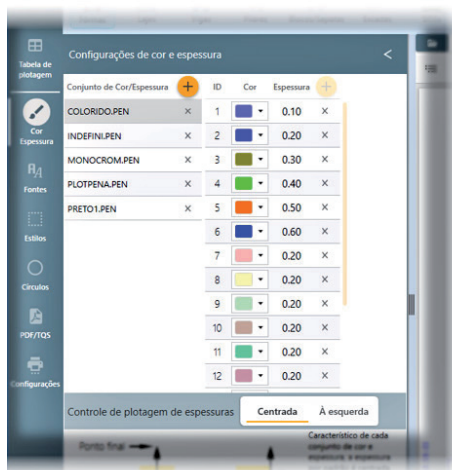 Tabela de
plotagem
Cor
Espessura
Fontes
Estilos
Círculos
PDF/TQS
Configurações
Configurações de cor e espessura <
Conjunto de Cor/Espessura + ID Cor Espessura +
COLORIDO.PEN × 1 0.10 ×
INDEFINI.PEN × 2 0.20 ×
MONOCROM.PEN × 3 0.30 ×
PLOTPENA.PEN × 4 0.40 ×
PRETO1.PEN × 5 0.50 ×
6 0.60 ×
7 0.20 ×
8 0.20 ×
9 0.20 ×
10 0.20 ×
11 0.20 ×
12 0.20 ×
Controle de plotagem de espessuras Centrada À esquerda
Ponto final
Característico de cada
conjunto de cor e
espessura, a espessura